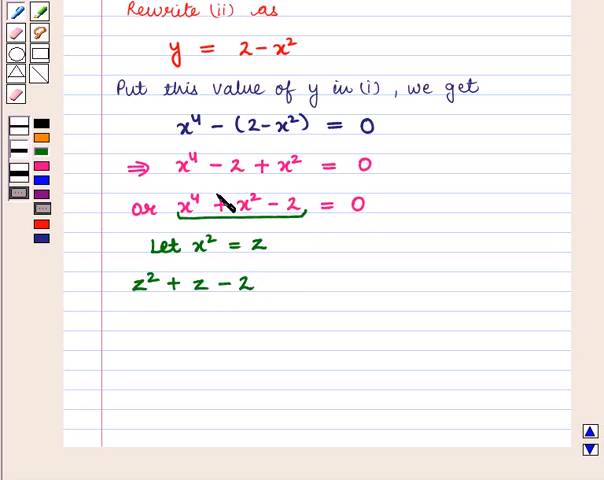 Rewrite (ii) as
y = 2 - x²
Put this value of y in (i), we get
x⁴ - (2 - x²) = 0
⇒ x⁴ - 2 + x² = 0
or x⁴ + x² - 2 = 0
Let x² = z
z² + z - 2